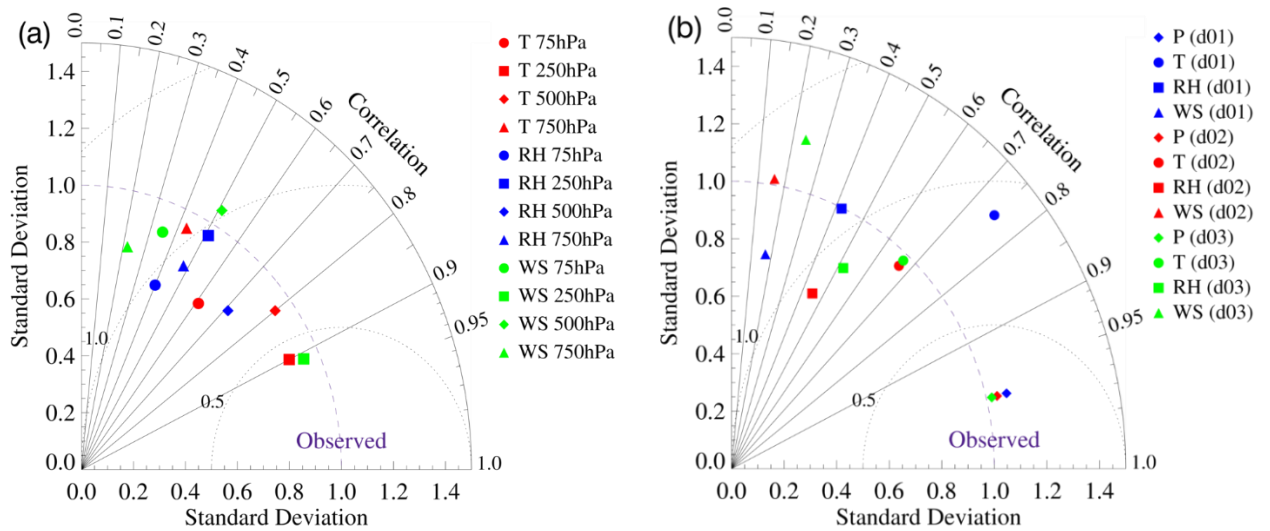 (a)
0.0
0.1
0.2
0.3
0.4
0.5
0.6
0.7
0.8
0.9
0.95
1.0
Correlation
1.4
1.2
1.0
0.8
0.6
0.4
0.2
0.0
Standard Deviation
1.0
0.5
Observed
0.0 0.2 0.4 0.6 0.8 1.0 1.2 1.4
Standard Deviation
T 75hPa
T 250hPa
T 500hPa
T 750hPa
RH 75hPa
RH 250hPa
RH 500hPa
RH 750hPa
WS 75hPa
WS 250hPa
WS 500hPa
WS 750hPa
(b)
0.0
0.1
0.2
0.3
0.4
0.5
0.6
0.7
0.8
0.9
0.95
1.0
Correlation
1.4
1.2
1.0
0.8
0.6
0.4
0.2
0.0
Standard Deviation
1.0
0.5
Observed
0.0 0.2 0.4 0.6 0.8 1.0 1.2 1.4
Standard Deviation
P (d01)
T (d01)
RH (d01)
WS (d01)
P (d02)
T (d02)
RH (d02)
WS (d02)
P (d03)
T (d03)
RH (d03)
WS (d03)